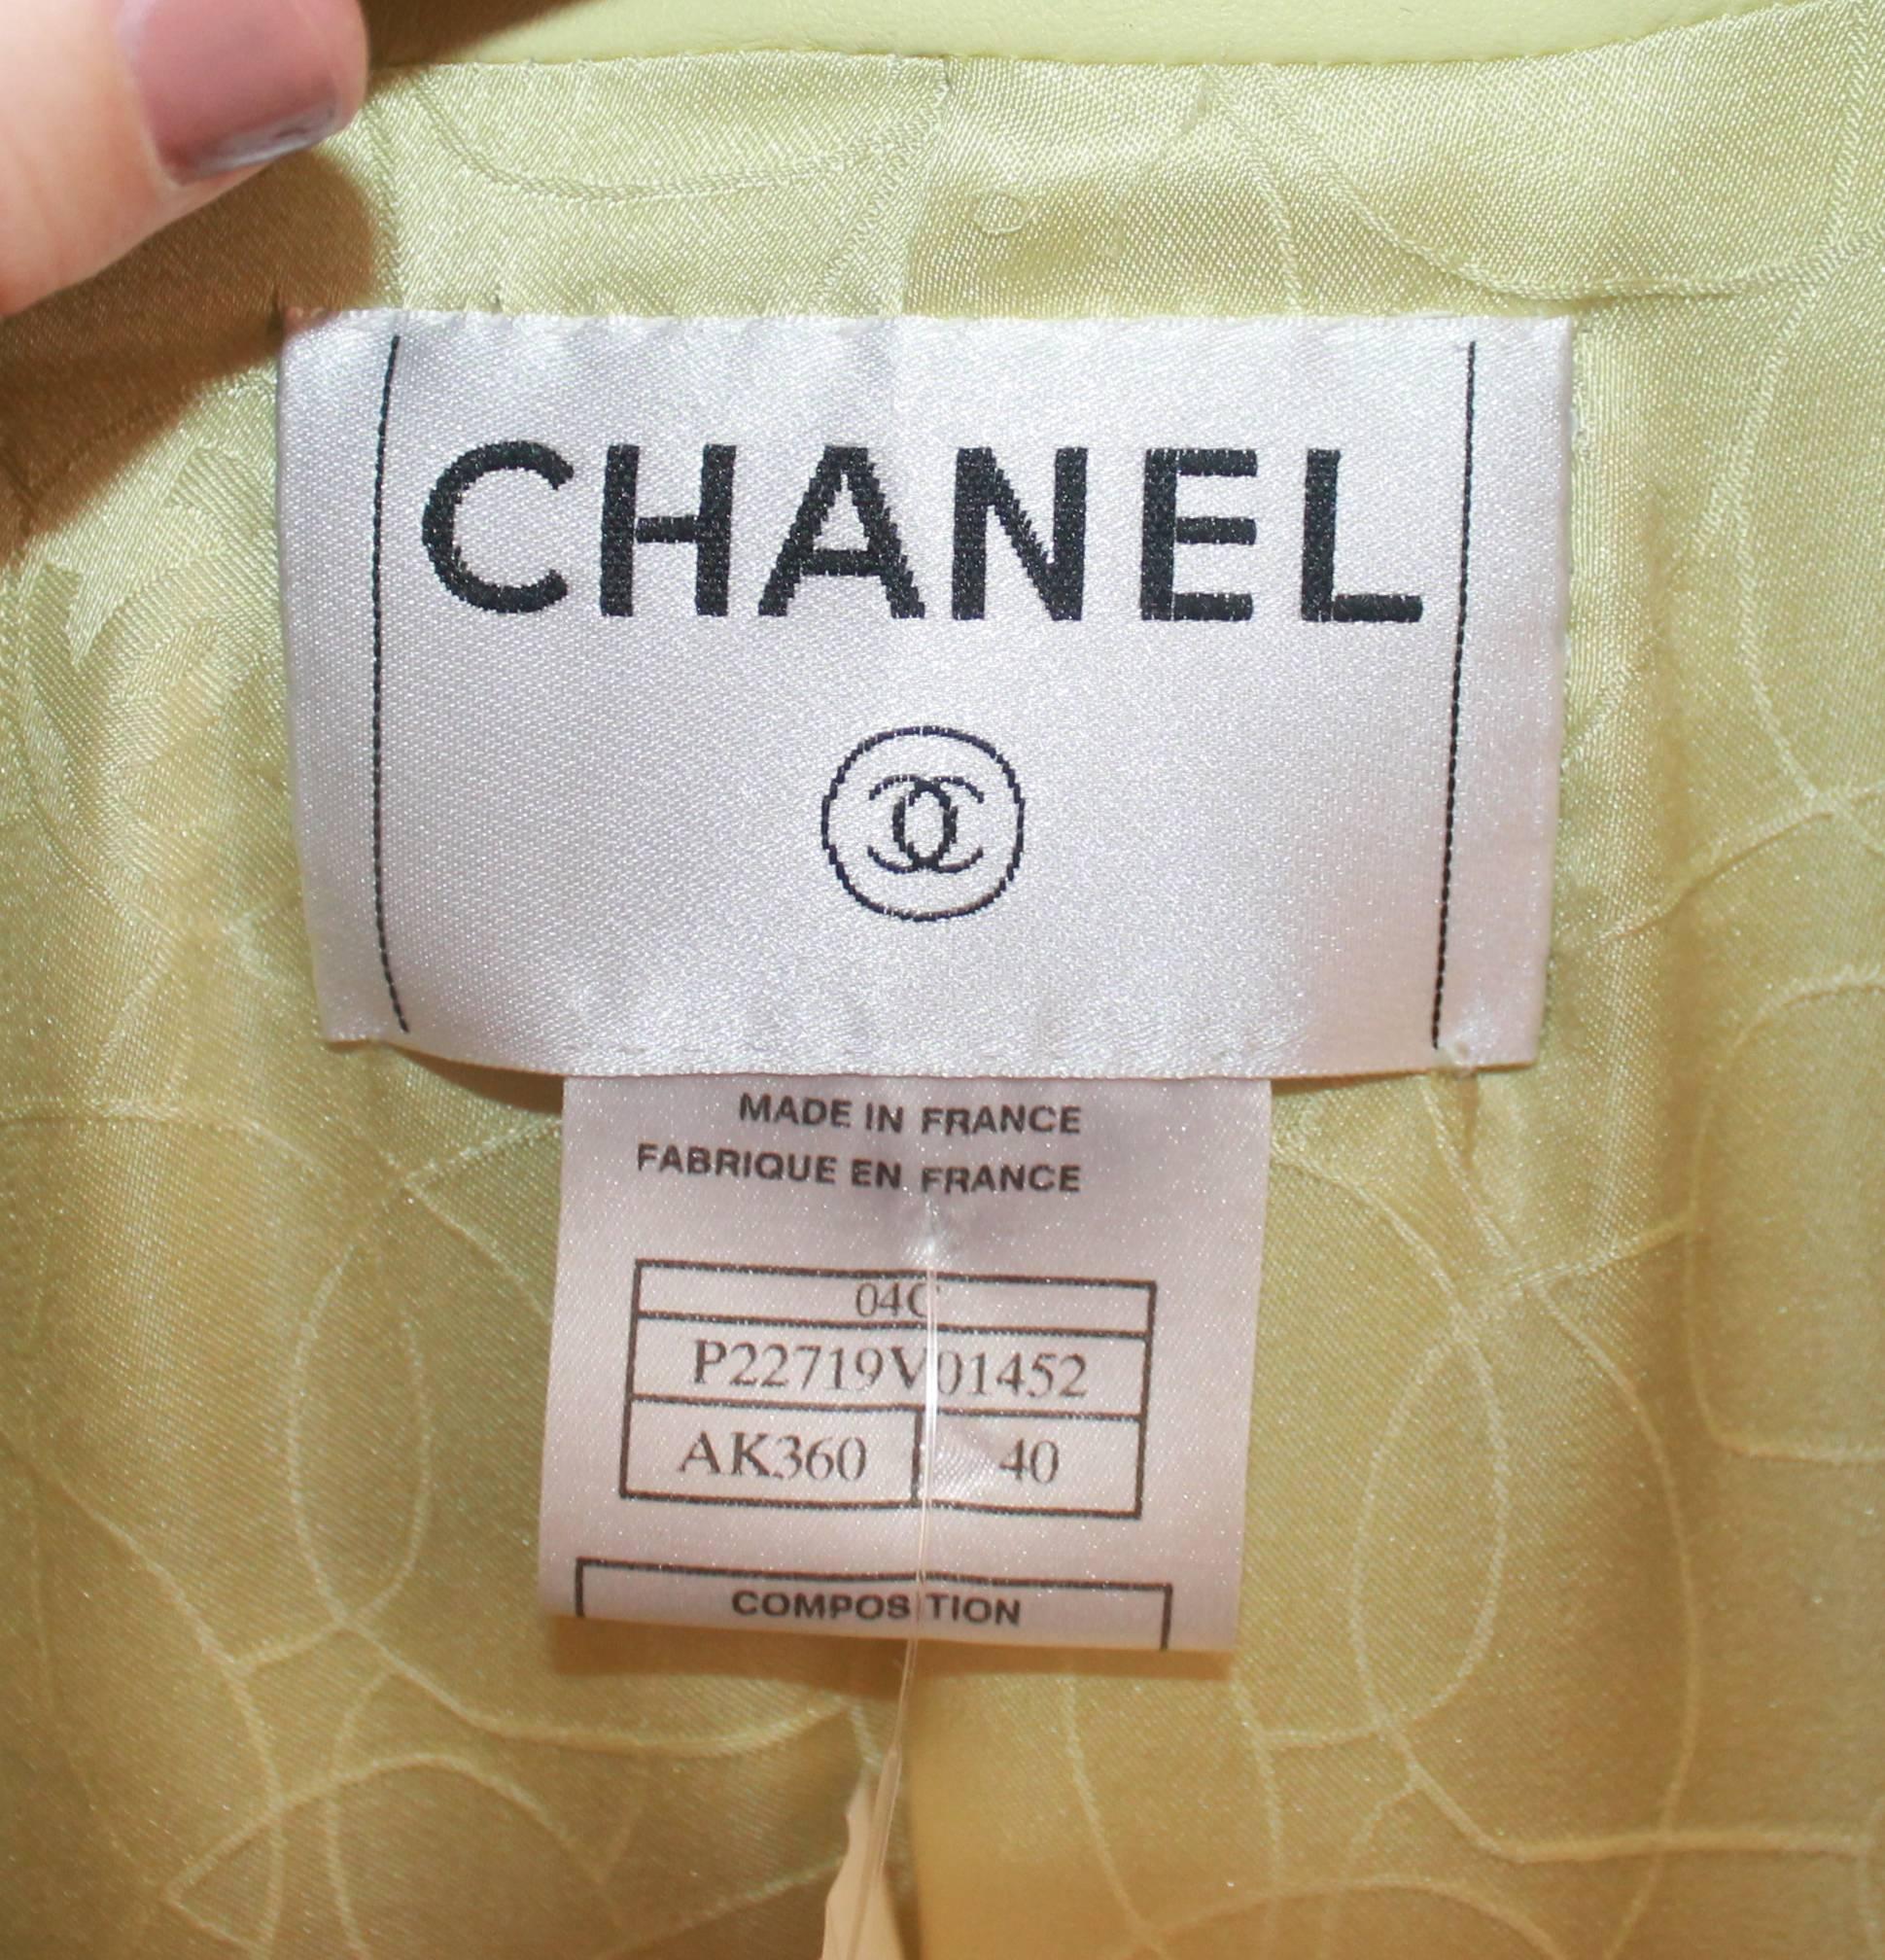 CHANEL
MADE IN FRANCE
FABRIQUE EN FRANCE
04C
P22719V01452
AK360 40
COMPOSITION